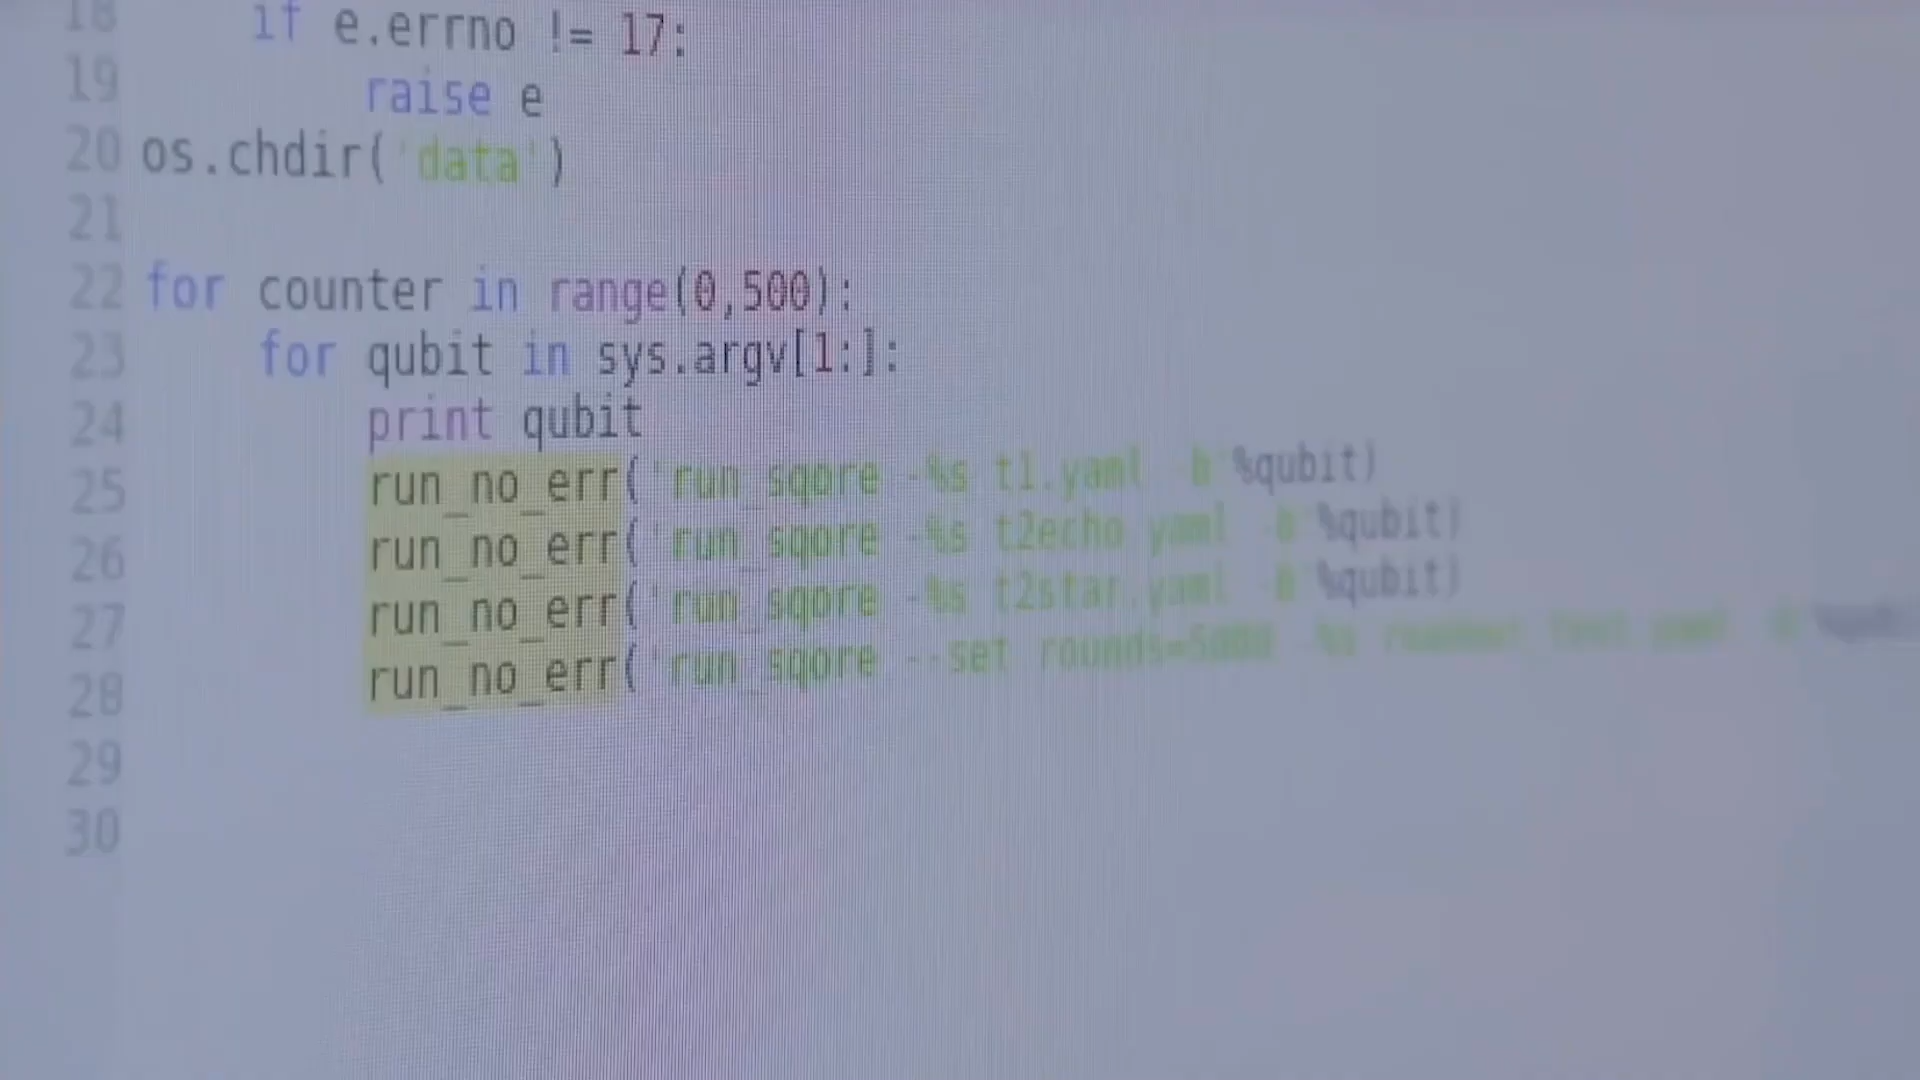 18 if e.errno != 17:
19 raise e
20 os.chdir('data')
21
22 for counter in range(0,500):
23 for qubit in sys.argv[1:]:
24 print qubit
25 run_no_err('run_sqore -%s t1.yaml %qubit)
26 run_no_err('run_sqore -%s t2echo.yaml %qubit)
27 run_no_err('run_sqore -%s t2star.yaml %qubit)
28 run_no_err('run_sqore --set rounds=5000
29
30